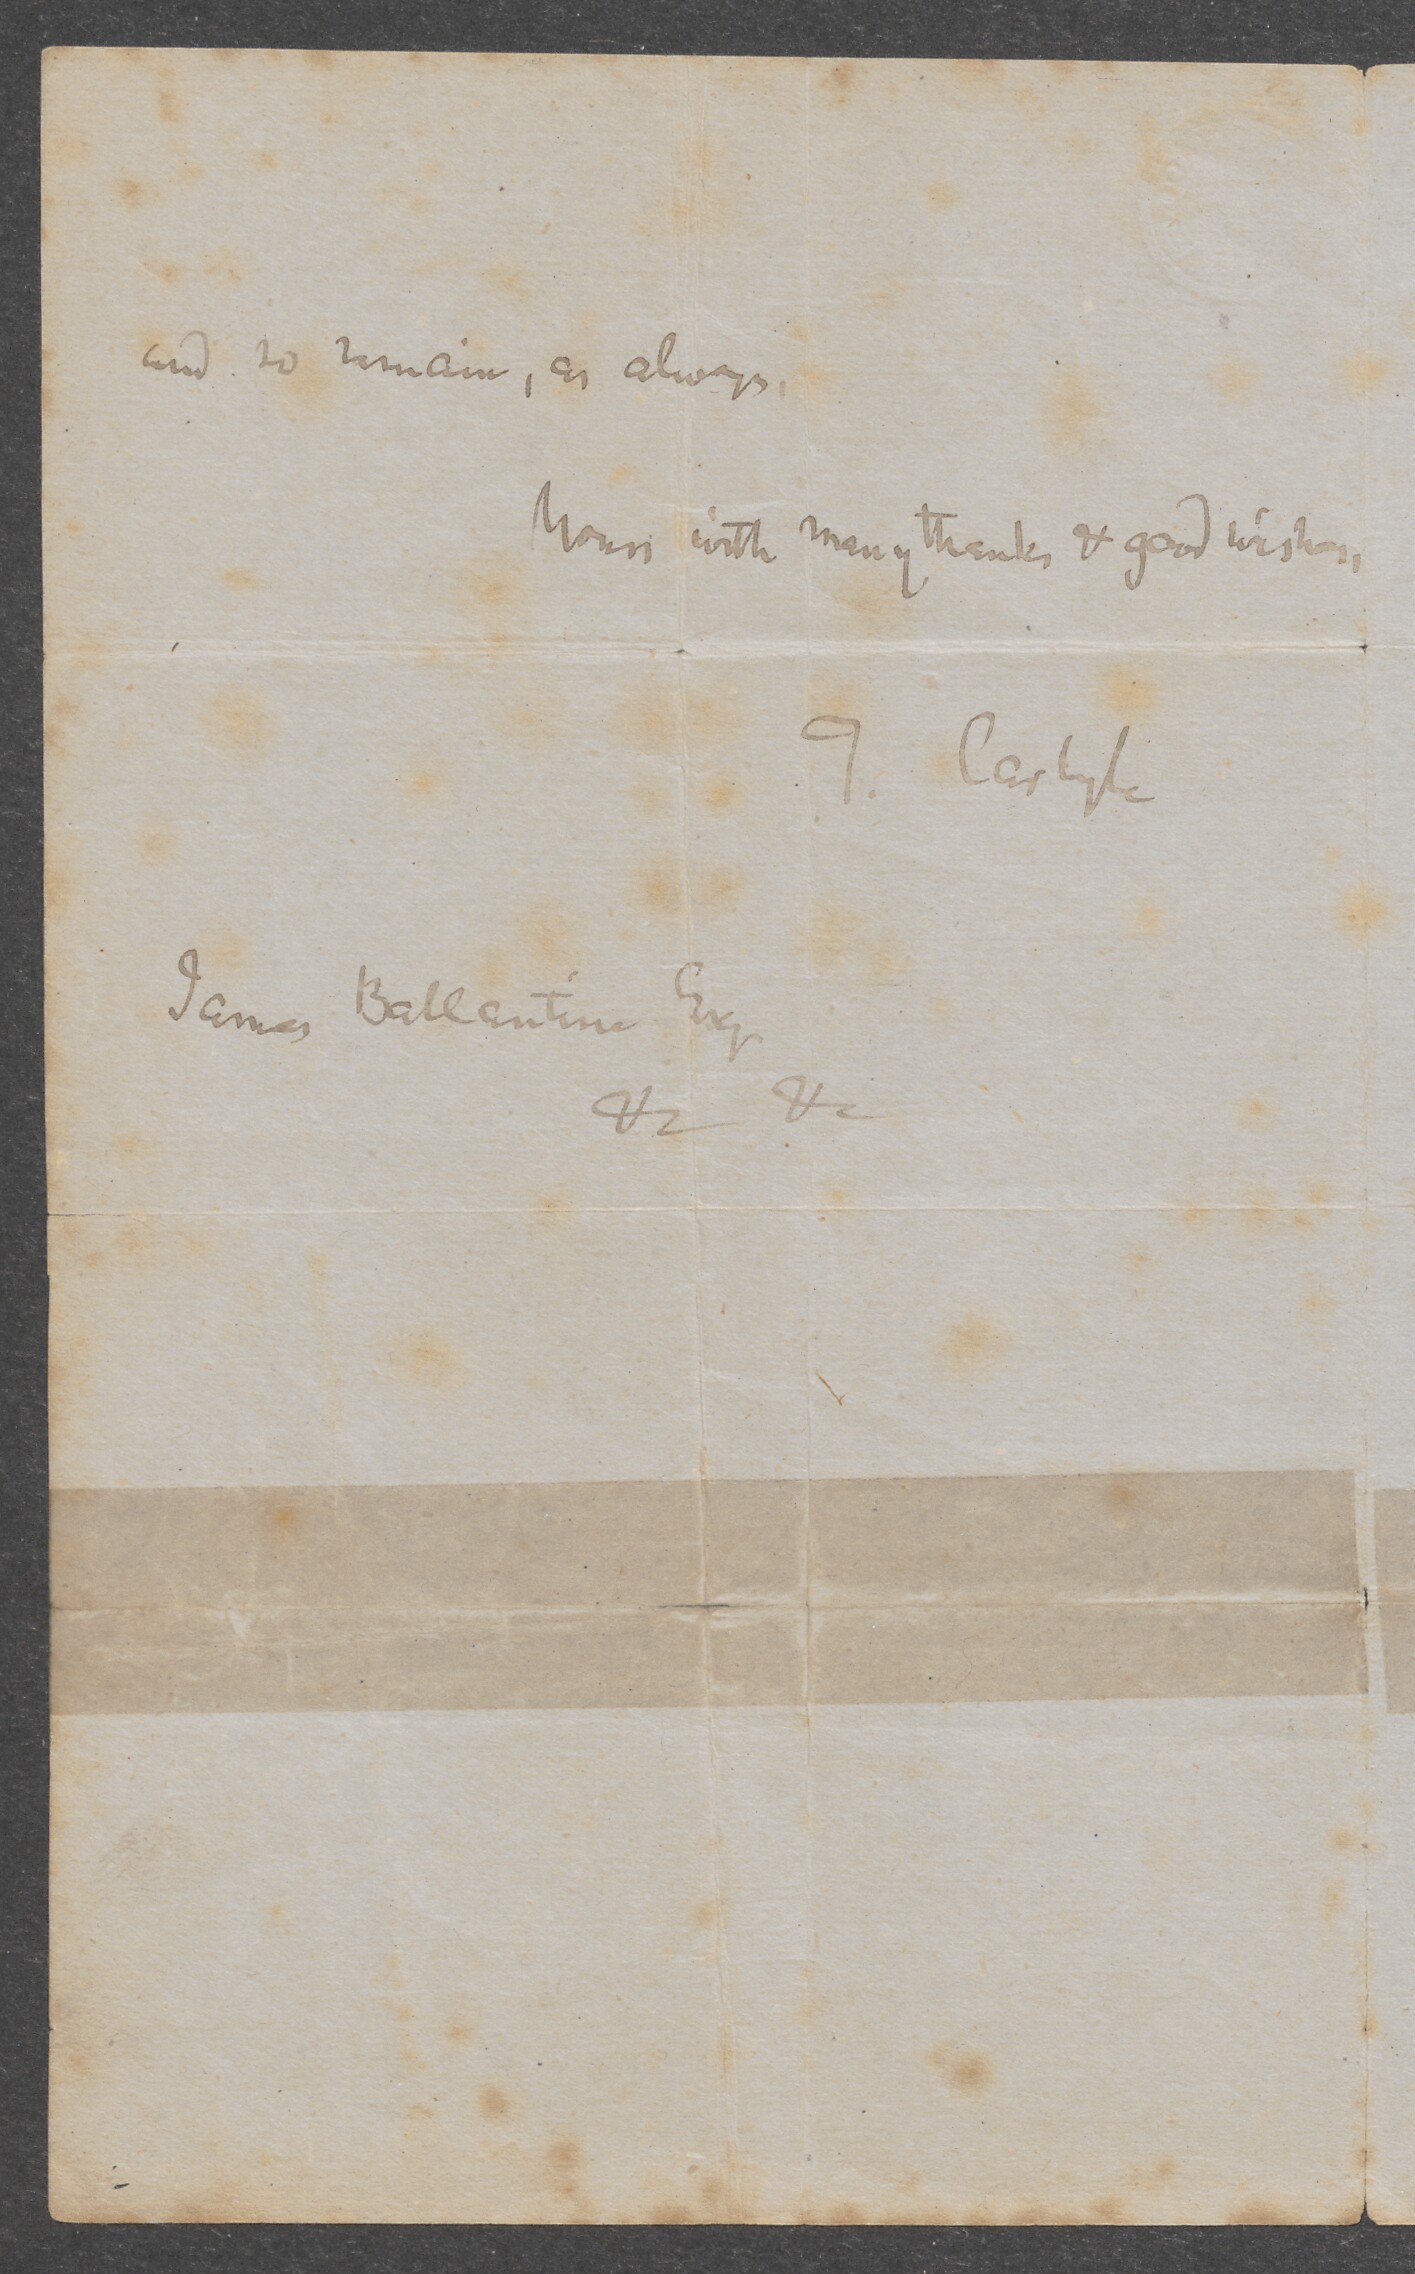 and so remain, as always,
Yours with many thanks & good wishes,
T. Carlyle
James Ballantine Esq
&c &c